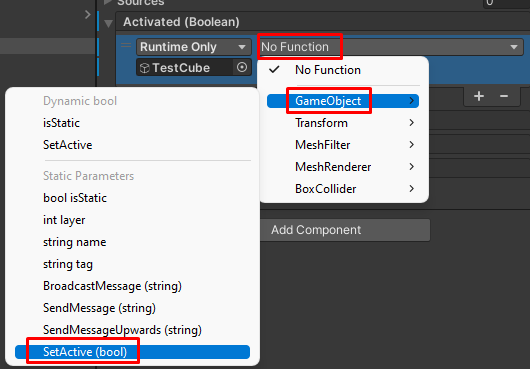 Sources
0
Activated (Boolean)
Runtime Only
No Function
TestCube
No Function
GameObject
Transform
MeshFilter
MeshRenderer
BoxCollider
Add Component
Dynamic bool
isStatic
SetActive
Static Parameters
bool isStatic
int layer
string name
string tag
BroadcastMessage (string)
SendMessage (string)
SendMessageUpwards (string)
SetActive (bool)